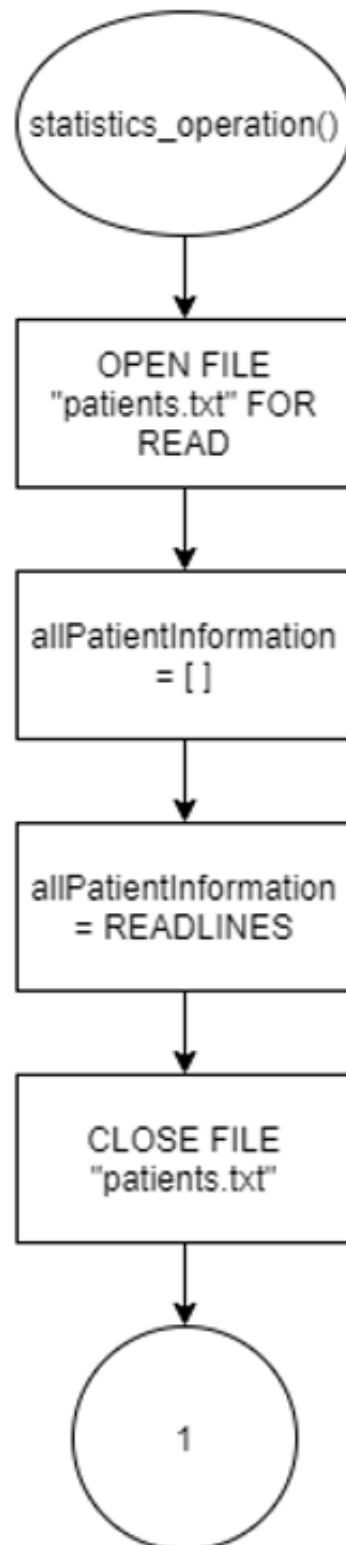 statistics_operation()
OPEN FILE
"patients.txt" FOR
READ
allPatientInformation
= [ ]
allPatientInformation
= READLINES
CLOSE FILE
"patients.txt"
1